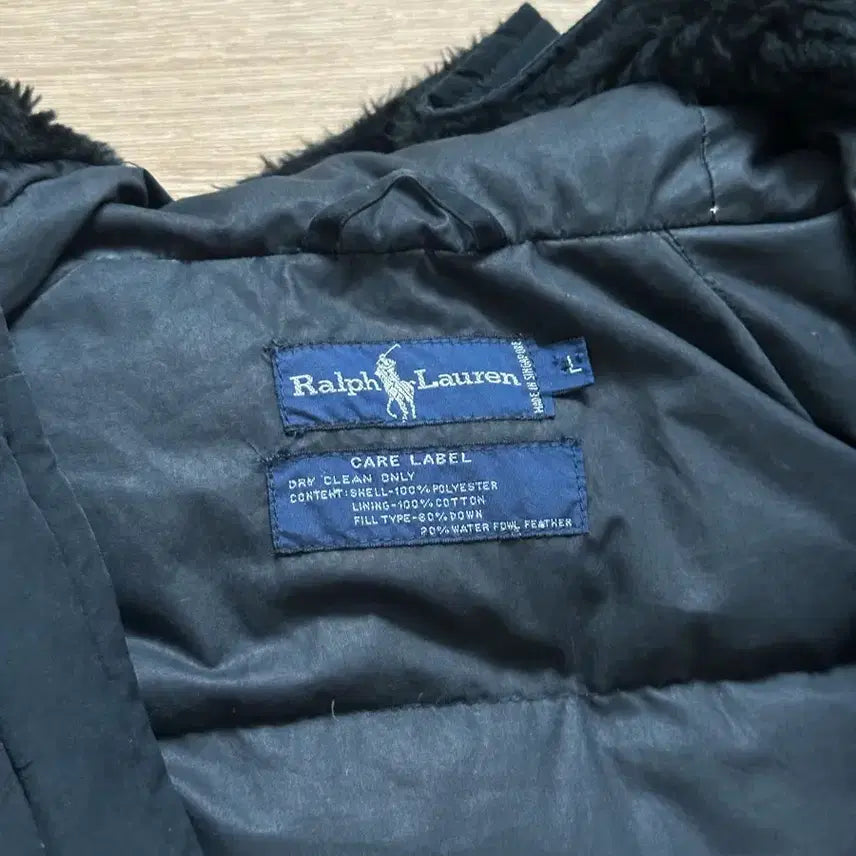 Ralph Lauren
MADE IN SINGAPORE
L
CARE LABEL
DRY CLEAN ONLY
CONTENT: SHELL-100% POLYESTER
LINING-100% COTTON
FILL TYPE-80% DOWN
20% WATER FOWL FEATHER